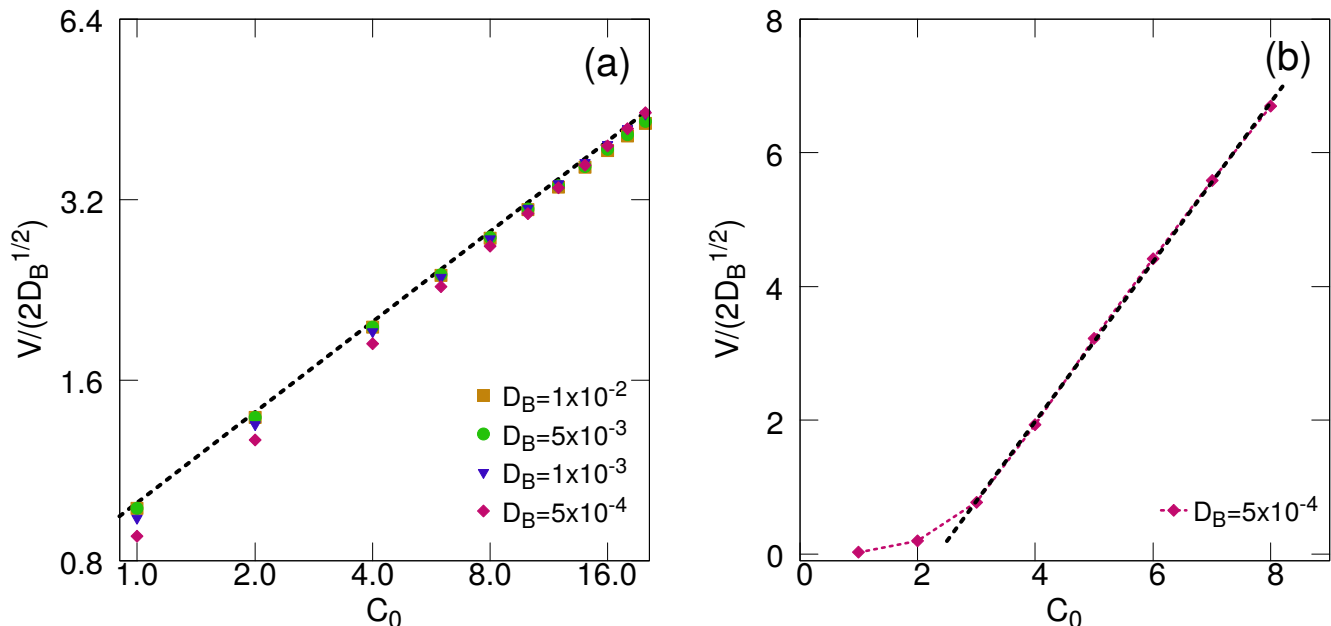 (a)
6.4
3.2
1.6
0.8
V/(2D_B^{1/2})
D_B=1x10^{-2}
D_B=5x10^{-3}
D_B=1x10^{-3}
D_B=5x10^{-4}
1.0 2.0 4.0 8.0 16.0
C_0
(b)
8
6
4
2
0
V/(2D_B^{1/2})
D_B=5x10^{-4}
0 2 4 6 8
C_0